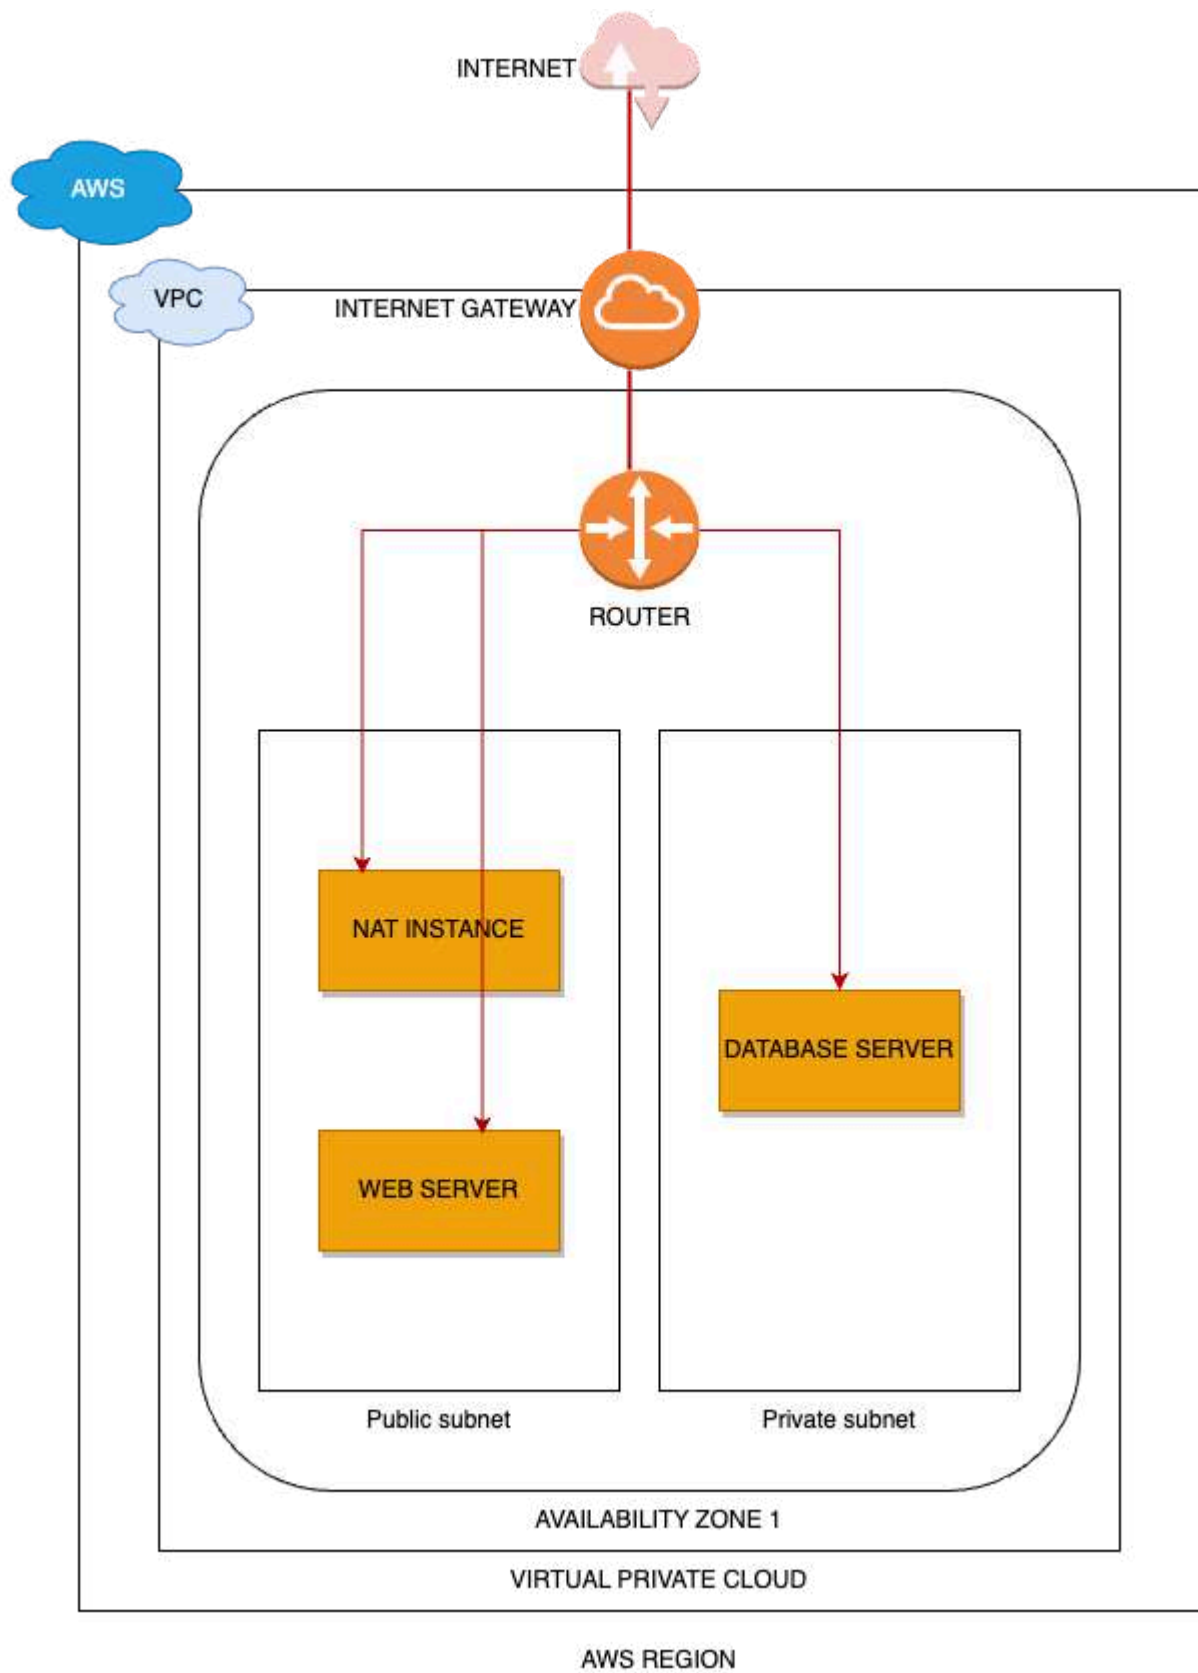 INTERNET
AWS
VPC
INTERNET GATEWAY
ROUTER
NAT INSTANCE
DATABASE SERVER
WEB SERVER
Public subnet
Private subnet
AVAILABILITY ZONE 1
VIRTUAL PRIVATE CLOUD
AWS REGION